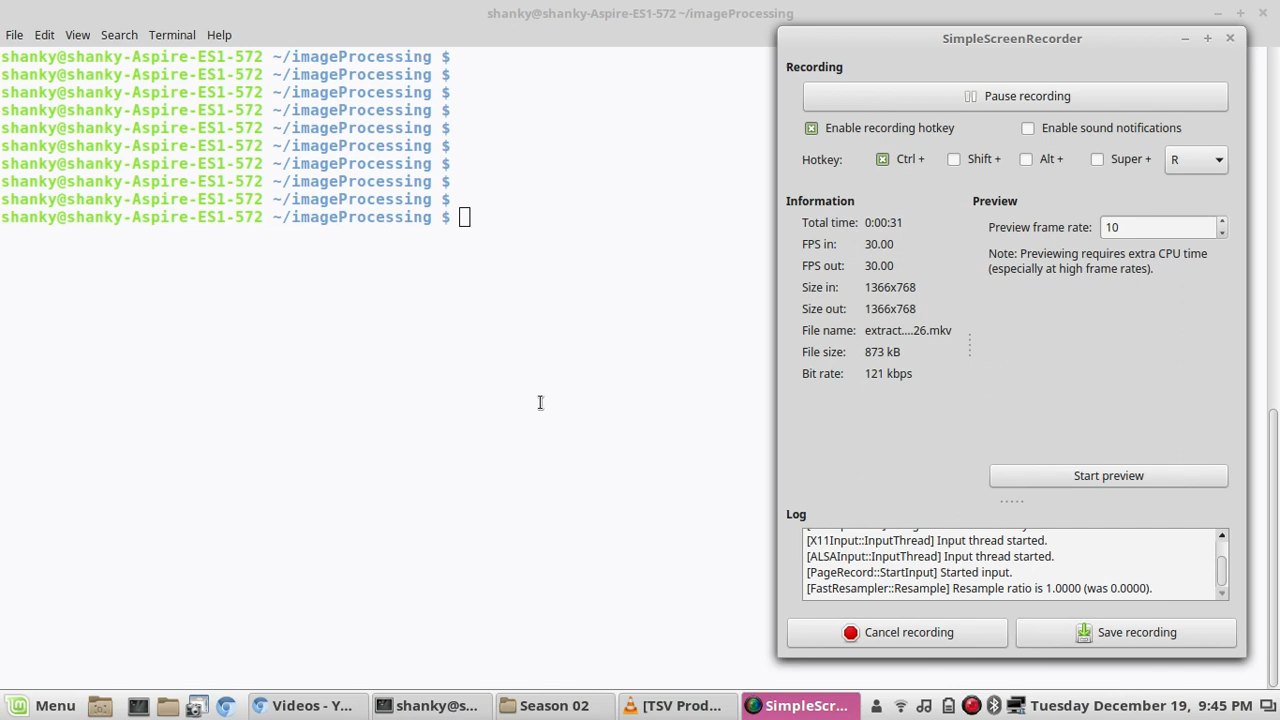 shanky@shanky-Aspire-ES1-572 ~/imageProcessing
File Edit View Search Terminal Help
shanky@shanky-Aspire-ES1-572 ~/imageProcessing $
shanky@shanky-Aspire-ES1-572 ~/imageProcessing $
shanky@shanky-Aspire-ES1-572 ~/imageProcessing $
shanky@shanky-Aspire-ES1-572 ~/imageProcessing $
shanky@shanky-Aspire-ES1-572 ~/imageProcessing $
shanky@shanky-Aspire-ES1-572 ~/imageProcessing $
shanky@shanky-Aspire-ES1-572 ~/imageProcessing $
shanky@shanky-Aspire-ES1-572 ~/imageProcessing $
shanky@shanky-Aspire-ES1-572 ~/imageProcessing $
shanky@shanky-Aspire-ES1-572 ~/imageProcessing $
SimpleScreenRecorder
Recording
Pause recording
Enable recording hotkey Enable sound notifications
Hotkey: Ctrl + Shift + Alt + Super + R
Information
Total time: 0:00:31
FPS in: 30.00
FPS out: 30.00
Size in: 1366x768
Size out: 1366x768
File name: extract....26.mkv
File size: 873 kB
Bit rate: 121 kbps
Preview
Preview frame rate: 10
Note: Previewing requires extra CPU time
(especially at high frame rates).
Start preview
Log
[X11Input::InputThread] Input thread started.
[ALSAInput::InputThread] Input thread started.
[PageRecord::StartInput] Started input.
[FastResampler::Resample] Resample ratio is 1.0000 (was 0.0000).
Cancel recording Save recording
Menu Videos - Y... shanky@s... Season 02 [TSV Prod... SimpleScr... Tuesday December 19, 9:45 PM